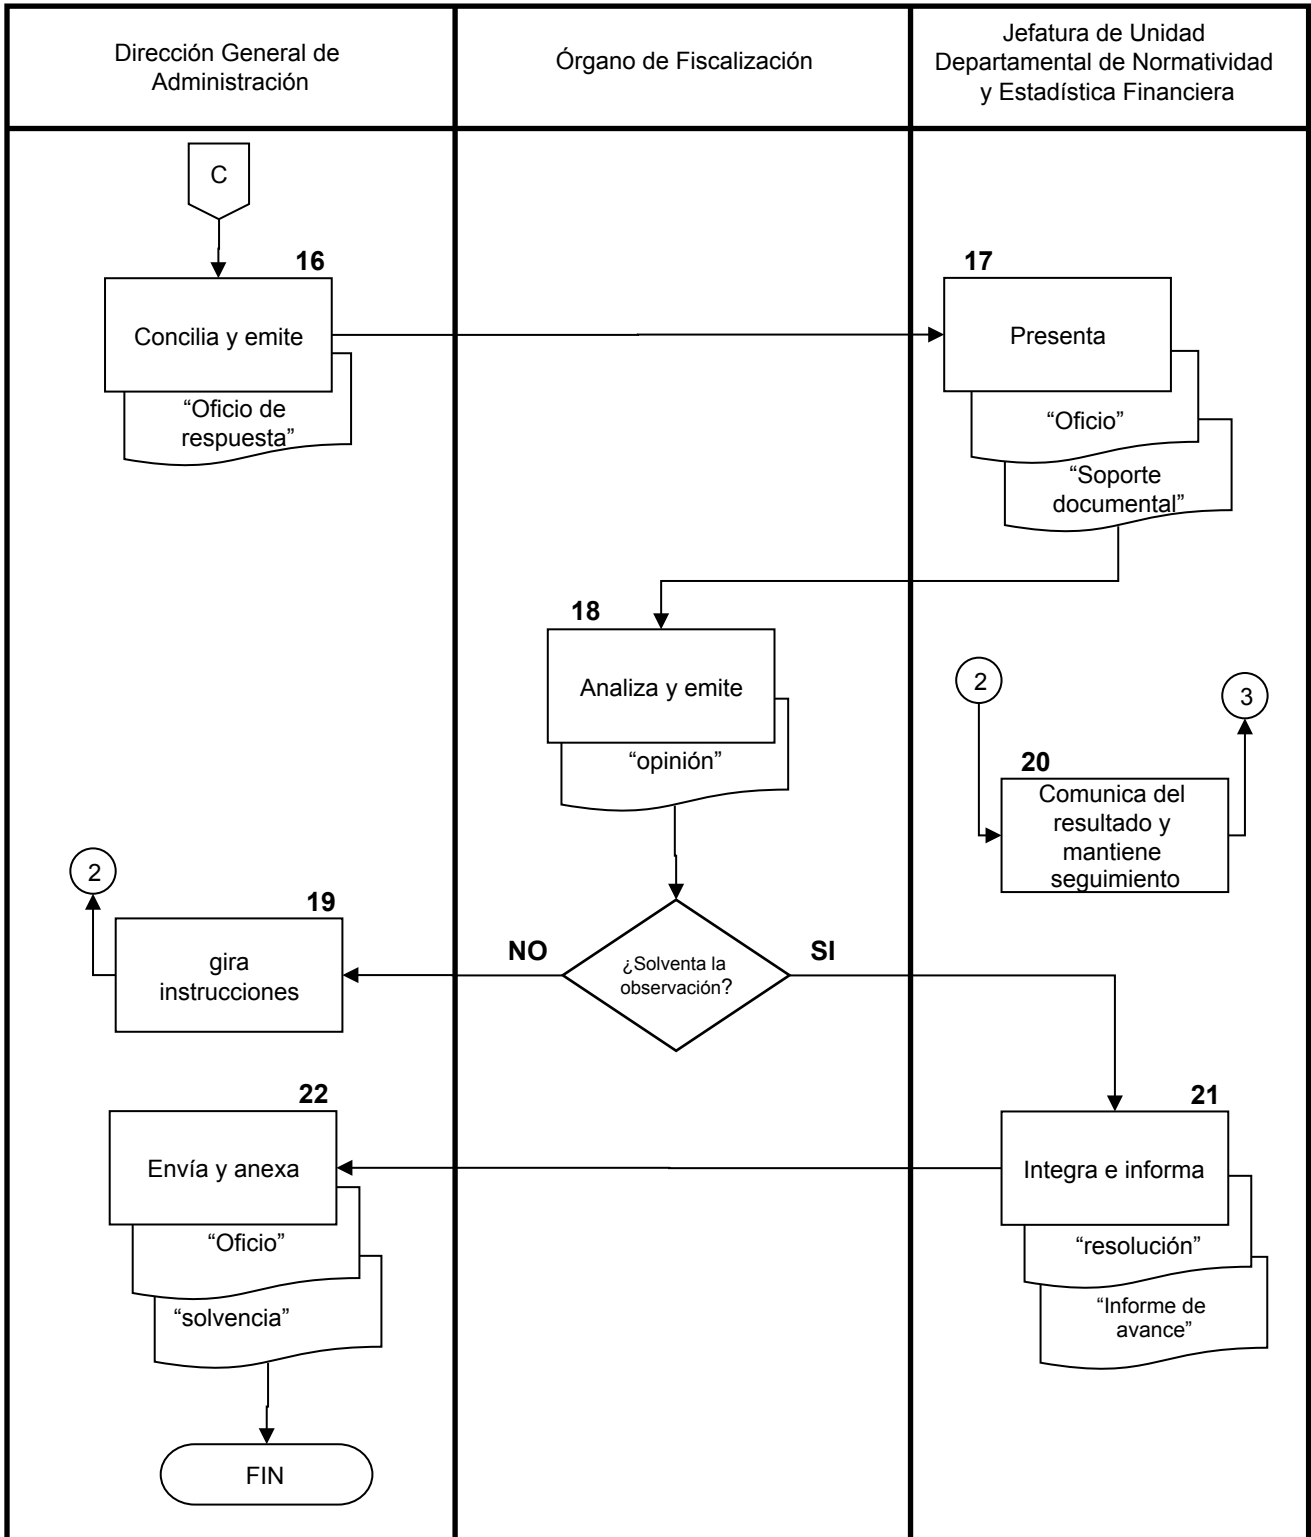 Dirección General de
Administración
Órgano de Fiscalización
Jefatura de Unidad
Departamental de Normatividad
y Estadística Financiera
C
16
Concilia y emite
“Oficio de
respuesta”
17
Presenta
“Oficio”
“Soporte
documental”
18
Analiza y emite
“opinión”
2
3
20
Comunica del
resultado y
mantiene
seguimiento
2
19
gira
instrucciones
NO
¿Solventa la
observación?
SI
22
Envía y anexa
“Oficio”
“solvencia”
21
Integra e informa
“resolución”
“Informe de
avance”
FIN